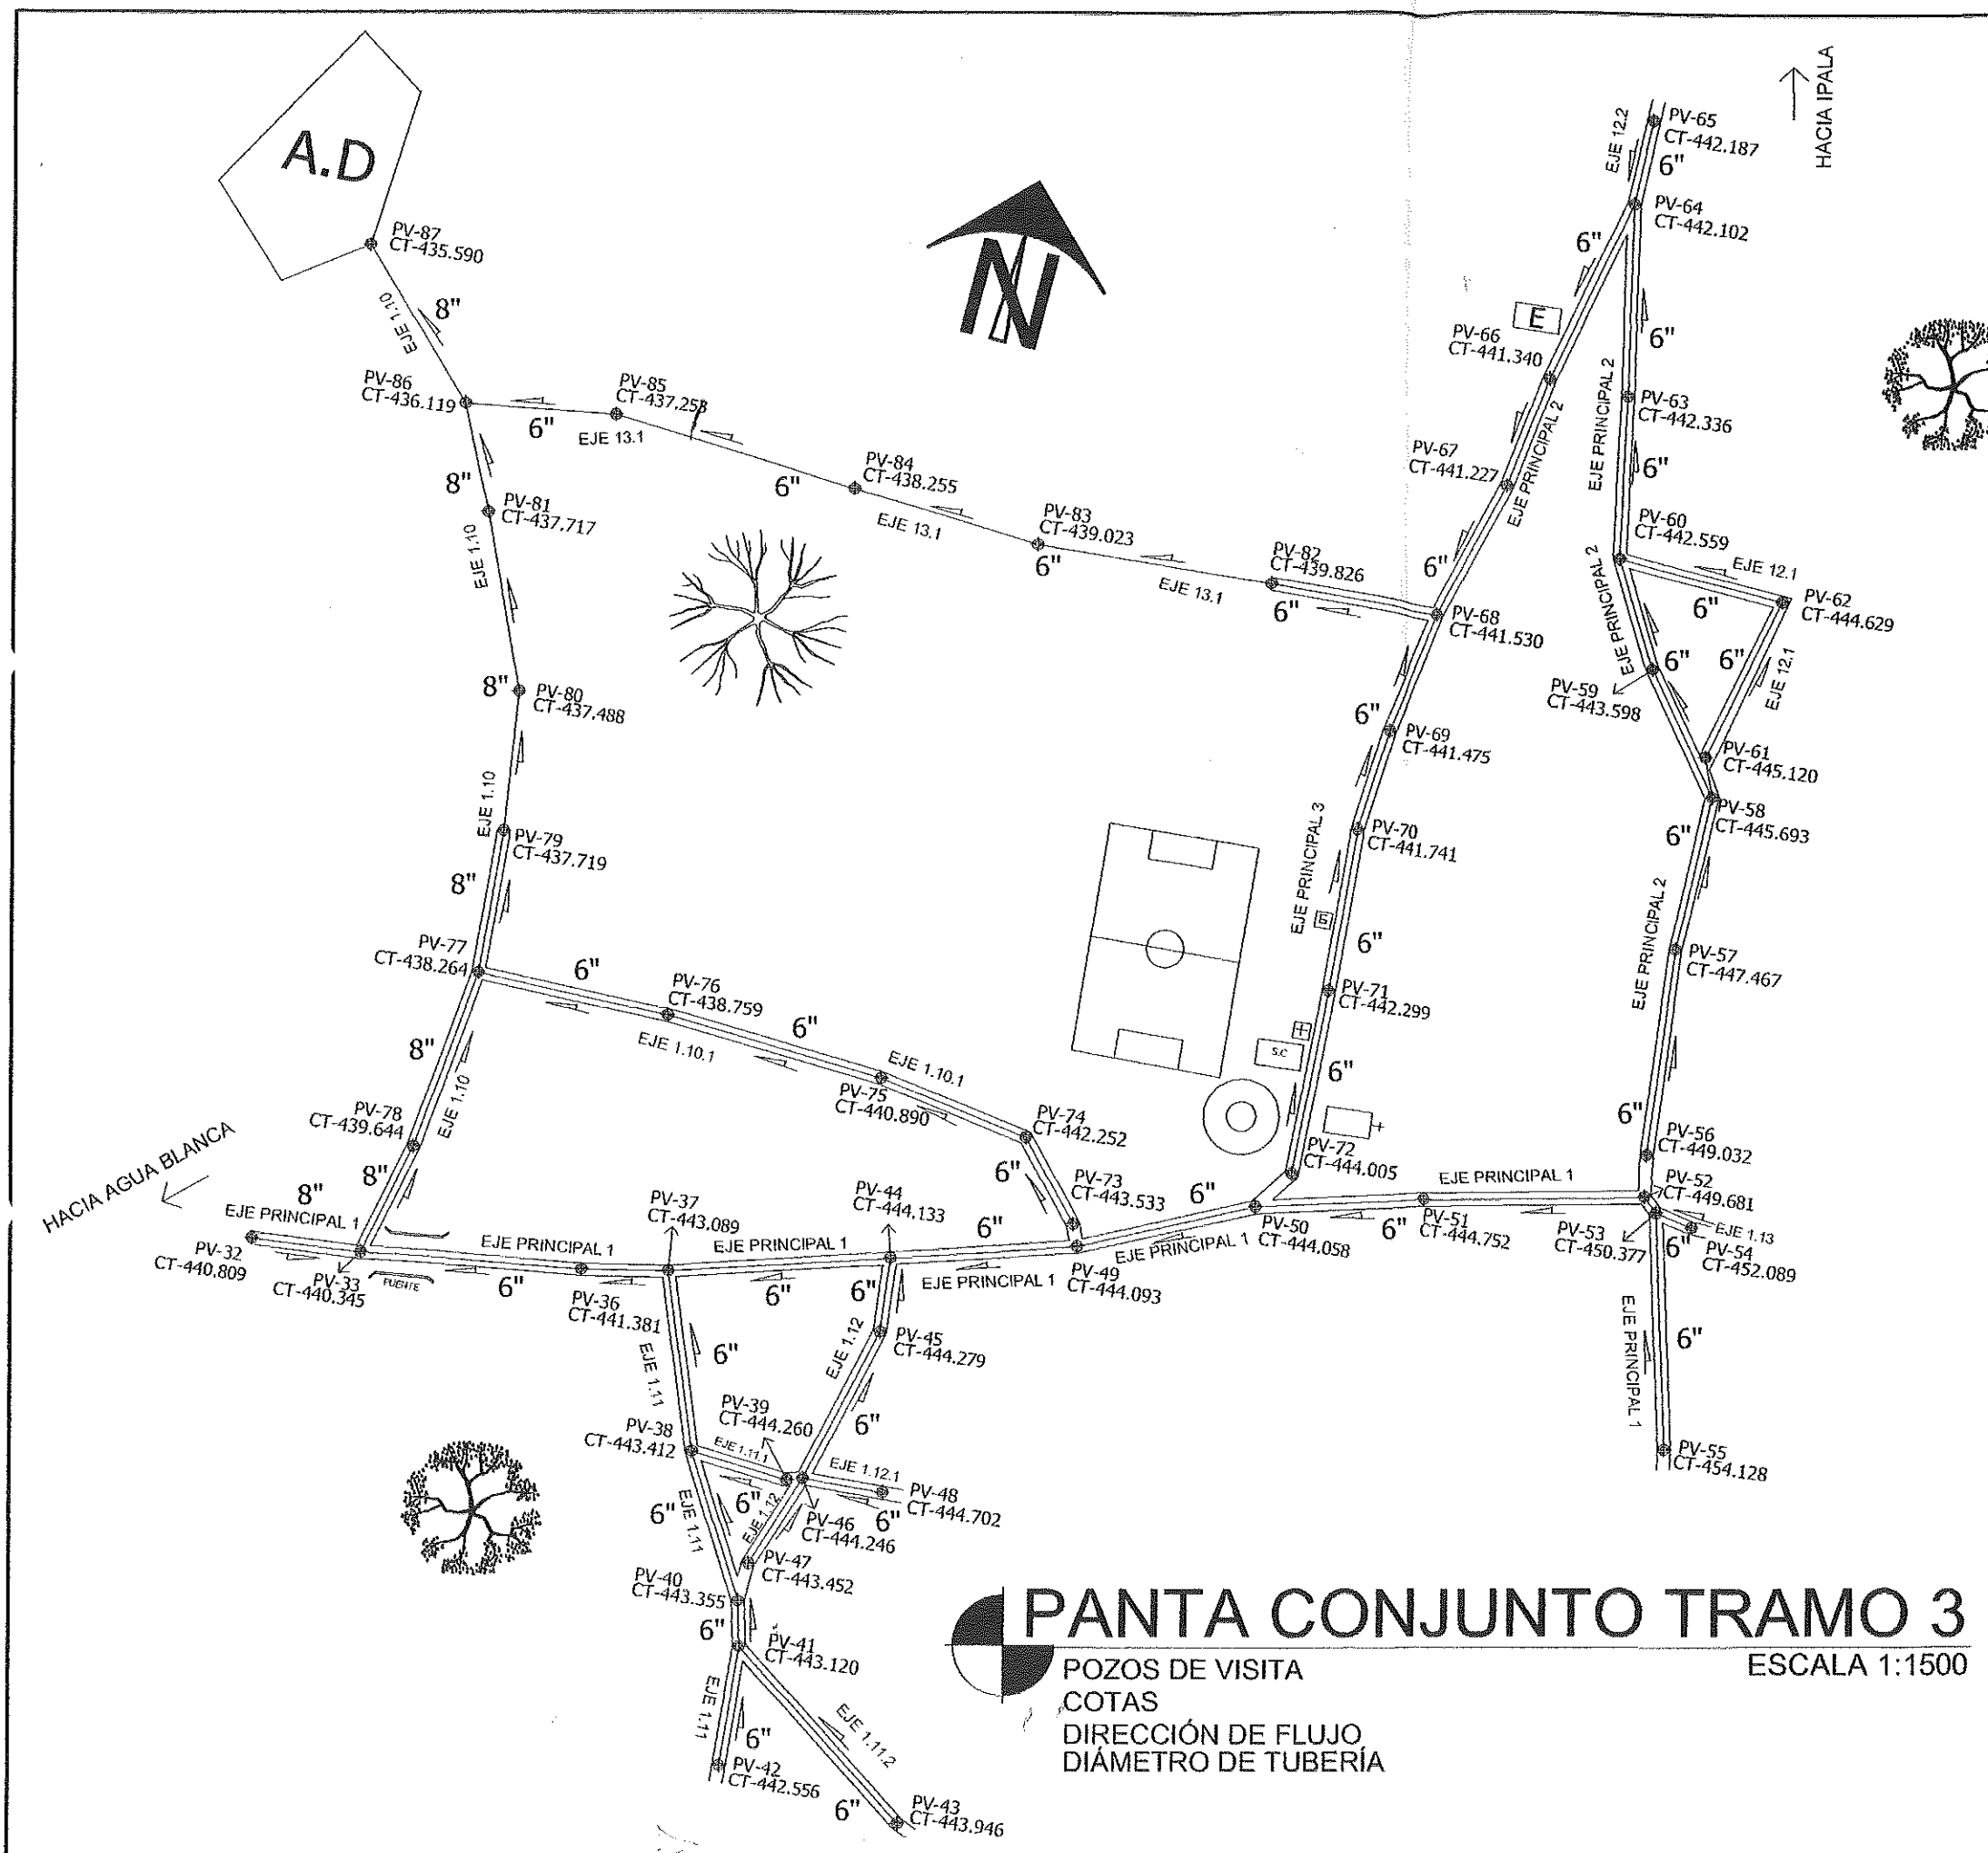 A.D
PV-87
CT-435.590
EJE 1.10
8"
PV-86
CT-436.119
PV-85
CT-437.253
6"
EJE 13.1
PV-84
CT-438.255
6"
EJE 13.1
PV-83
CT-439.023
6"
EJE 13.1
PV-82
CT-439.826
6"
N
HACIA IPALA
EJE 12.2
PV-65
CT-442.187
6"
PV-64
CT-442.102
6"
E
PV-66
CT-441.340
6"
PV-63
CT-442.336
EJE PRINCIPAL 2
6"
PV-67
CT-441.227
EJE PRINCIPAL 2
6"
PV-60
CT-442.559
EJE 12.1
6"
PV-62
CT-444.629
PV-68
CT-441.530
EJE PRINCIPAL 2
6"
6"
EJE 12.1
PV-59
CT-443.598
PV-61
CT-445.120
PV-58
CT-445.693
6"
8"
PV-81
CT-437.717
EJE 1.10
8"
PV-80
CT-437.488
EJE 1.10
PV-79
CT-437.719
8"
6"
PV-69
CT-441.475
PV-70
CT-441.741
EJE PRINCIPAL 3
6"
PV-71
CT-442.299
S.C
6"
PV-72
CT-444.005
EJE PRINCIPAL 2
PV-57
CT-447.467
6"
PV-56
CT-449.032
PV-77
CT-438.264
6"
PV-76
CT-438.759
EJE 1.10.1
6"
EJE 1.10.1
PV-75
CT-440.890
PV-74
CT-442.252
6"
PV-73
CT-443.533
8"
PV-78
CT-439.644
EJE 1.10
8"
HACIA AGUA BLANCA
8"
EJE PRINCIPAL 1
PV-32
CT-440.809
PV-33
CT-440.345
PUENTE
EJE PRINCIPAL 1
6"
PV-36
CT-441.381
PV-37
CT-443.089
EJE PRINCIPAL 1
6"
PV-44
CT-444.133
6"
EJE PRINCIPAL 1
PV-49
CT-444.093
EJE PRINCIPAL 1
6"
PV-50
CT-444.058
EJE PRINCIPAL 1
PV-51
CT-444.752
PV-52
CT-449.681
PV-53
CT-450.377
EJE 1.13
6"
PV-54
CT-452.089
EJE PRINCIPAL 1
6"
PV-55
CT-454.128
6"
PV-45
CT-444.279
EJE 1.12
6"
EJE 1.11
6"
PV-39
CT-444.260
PV-38
CT-443.412
EJE 1.11.1
6"
EJE 1.12.1
PV-48
CT-444.702
6"
EJE 1.12
PV-46
CT-444.246
6"
EJE 1.11
PV-47
CT-443.452
PV-40
CT-443.355
6"
PV-41
CT-443.120
EJE 1.11
6"
PV-42
CT-442.556
EJE 1.11.2
6"
PV-43
CT-443.946
PANTA CONJUNTO TRAMO 3
ESCALA 1:1500
POZOS DE VISITA
COTAS
DIRECCIÓN DE FLUJO
DIÁMETRO DE TUBERÍA